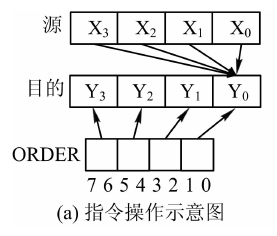 源 X₃ X₂ X₁ X₀
目的 Y₃ Y₂ Y₁ Y₀
ORDER
7 6 5 4 3 2 1 0
(a) 指令操作示意图